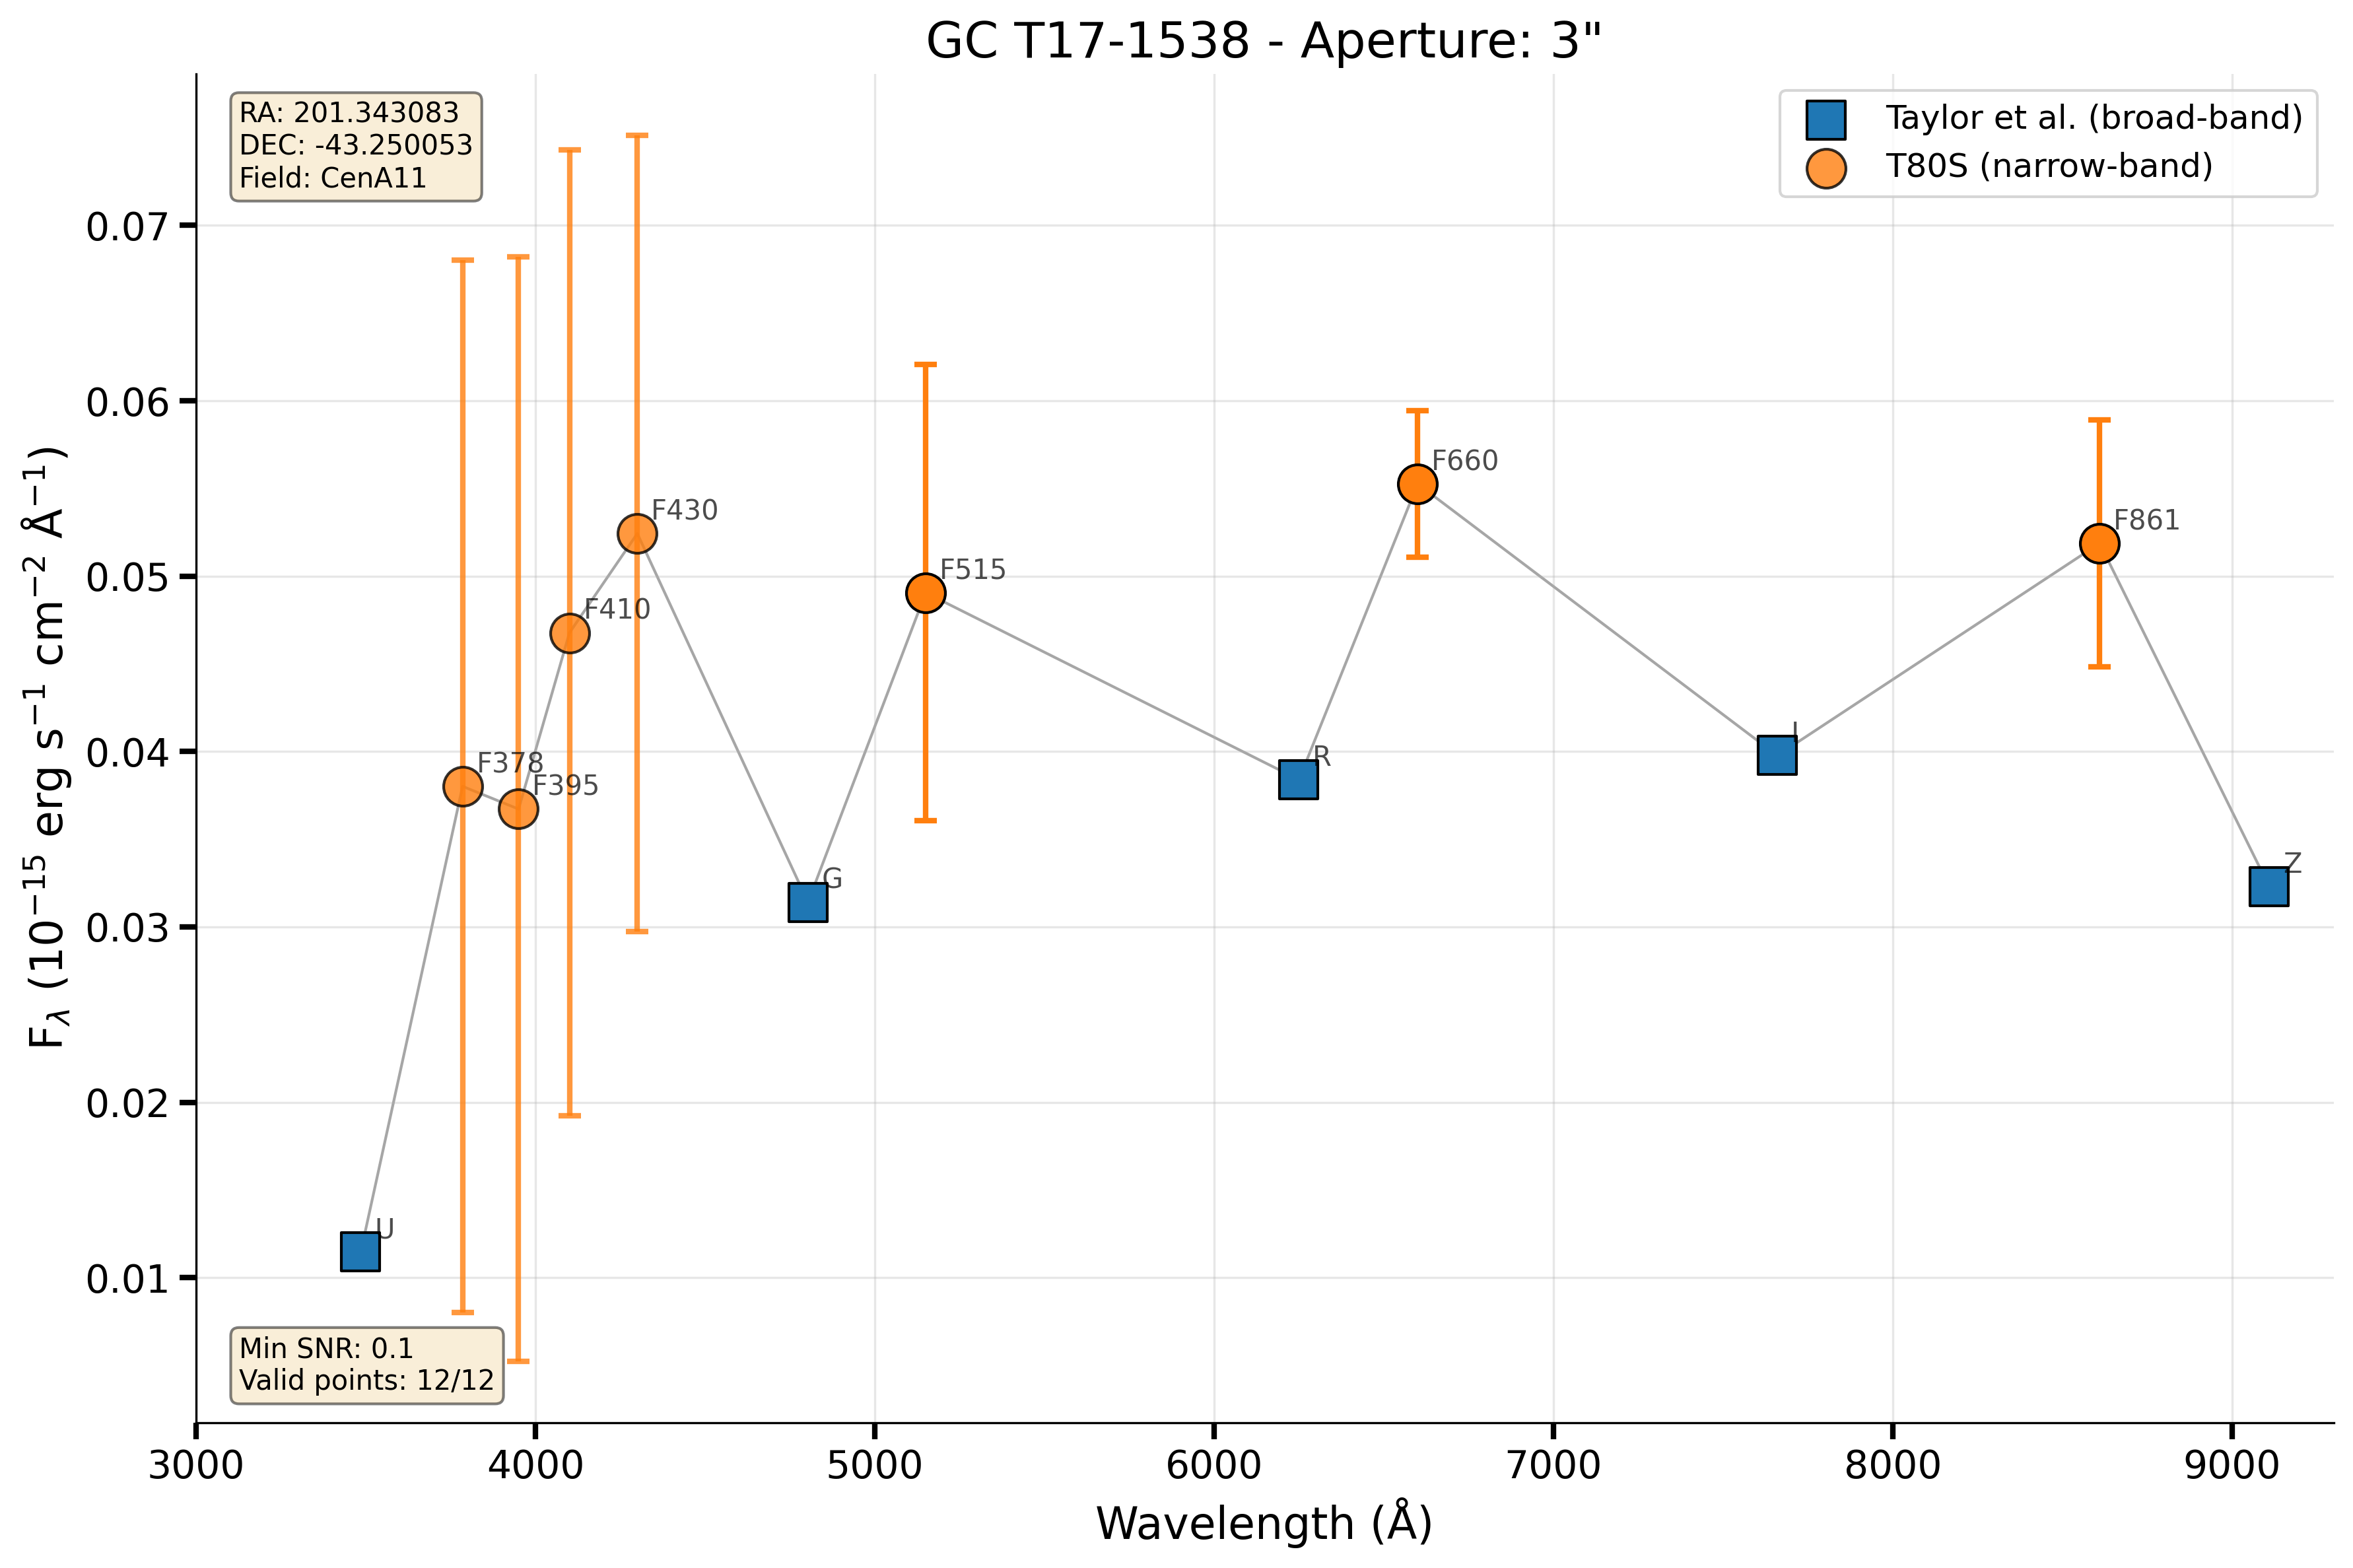 GC T17-1538 - Aperture: 3"
RA: 201.343083
DEC: -43.250053
Field: CenA11
Taylor et al. (broad-band)
T80S (narrow-band)
0.07
0.06
0.05
0.04
0.03
0.02
0.01
F$_{λ}$ (10$^{−15}$ erg s$^{−1}$ cm$^{−2}$ Å$^{−1}$)
U
F378
F395
F410
F430
G
F515
R
F660
I
F861
Z
Min SNR: 0.1
Valid points: 12/12
3000 4000 5000 6000 7000 8000 9000
Wavelength (Å)